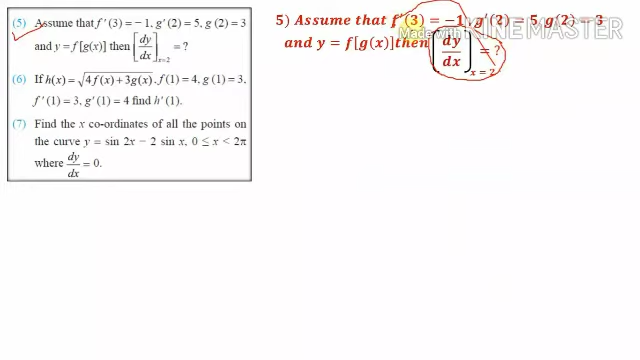 (5) Assume that f '(3) = − 1, g'(2) = 5, g (2) = 3
and y = f [g(x)] then [dy/dx]x=2 = ?
(6) If h(x) = √4f(x) + 3g(x), f(1) = 4, g (1) = 3,
f '(1) = 3, g'(1) = 4 find h'(1).
(7) Find the x co-ordinates of all the points on
the curve y = sin 2x − 2 sin x, 0 ≤ x < 2π
where dy/dx = 0.
5) Assume that f'(3) = −1, g'(2) = 5, g(2) = 3
and y = f[g(x)]then [dy/dx]x = 2 = ?
Made with
KINEMASTER